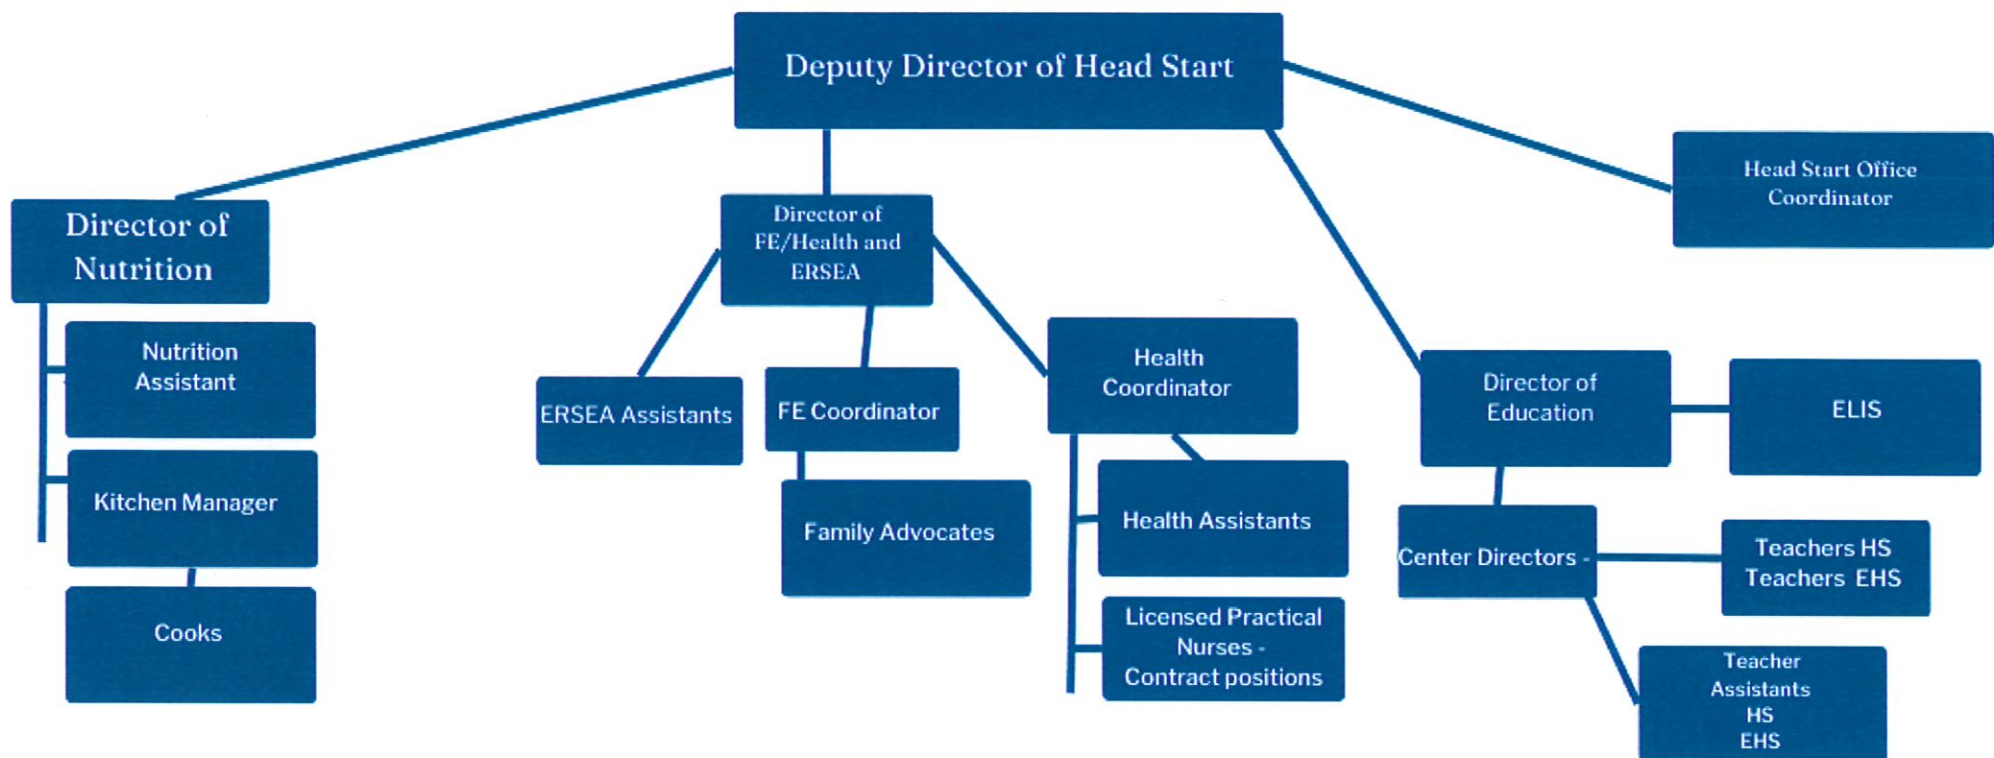 Deputy Director of Head Start
Head Start Office
Coordinator
Director of
Nutrition
Director of
FE/Health and
ERSEA
Nutrition
Assistant
Kitchen Manager
Cooks
ERSEA Assistants
FE Coordinator
Family Advocates
Health
Coordinator
Health Assistants
Licensed Practical
Nurses -
Contract positions
Director of
Education
ELIS
Center Directors -
Teachers HS
Teachers EHS
Teacher
Assistants
HS
EHS